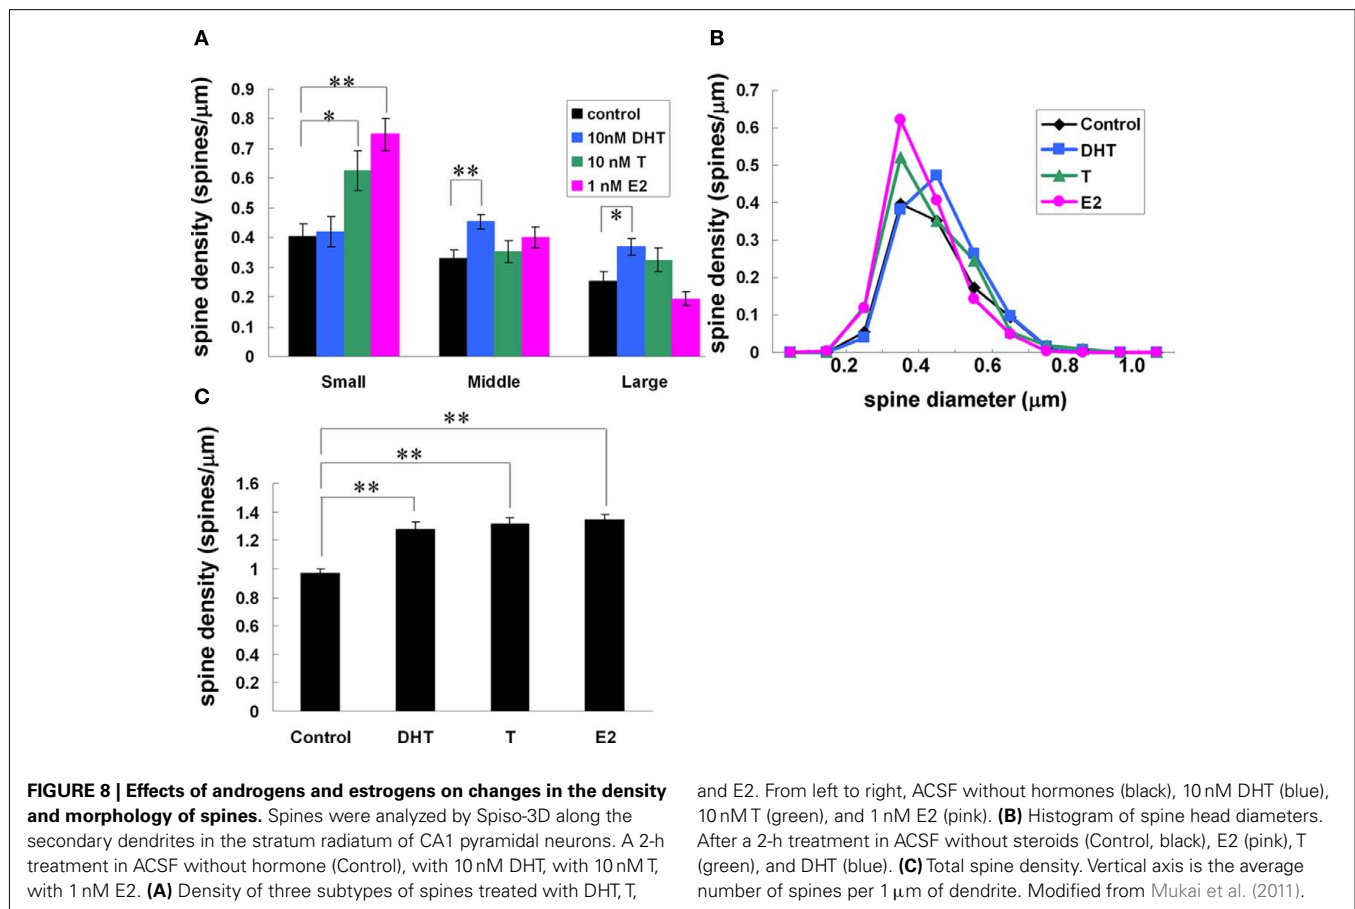 A
spine density (spines/μm)
0.9
0.8
0.7
0.6
0.5
0.4
0.3
0.2
0.1
0
**
*
**
*
control
10nM DHT
10 nM T
1 nM E2
Small Middle Large
B
spine density (spines/μm)
0.7
0.6
0.5
0.4
0.3
0.2
0.1
0
Control
DHT
T
E2
0.2 0.4 0.6 0.8 1.0
spine diameter (μm)
C
spine density (spines/μm)
1.6
1.4
1.2
1
0.8
0.6
0.4
0.2
0
**
**
**
Control DHT T E2
FIGURE 8 | Effects of androgens and estrogens on changes in the density
and morphology of spines. Spines were analyzed by Spiso-3D along the
secondary dendrites in the stratum radiatum of CA1 pyramidal neurons. A 2-h
treatment in ACSF without hormone (Control), with 10 nM DHT, with 10 nM T,
with 1 nM E2. (A) Density of three subtypes of spines treated with DHT, T,
and E2. From left to right, ACSF without hormones (black), 10 nM DHT (blue),
10 nM T (green), and 1 nM E2 (pink). (B) Histogram of spine head diameters.
After a 2-h treatment in ACSF without steroids (Control, black), E2 (pink), T
(green), and DHT (blue). (C) Total spine density. Vertical axis is the average
number of spines per 1 μm of dendrite. Modified from Mukai et al. (2011).